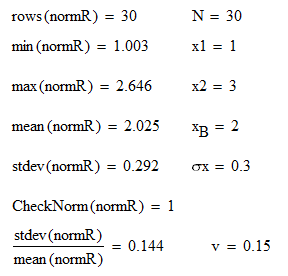 rows(normR) = 30 N = 30
min(normR) = 1.003 x1 = 1
max(normR) = 2.646 x2 = 3
mean(normR) = 2.025 xB = 2
stdev(normR) = 0.292 σx = 0.3
CheckNorm(normR) = 1
stdev(normR)
mean(normR)
= 0.144 v = 0.15